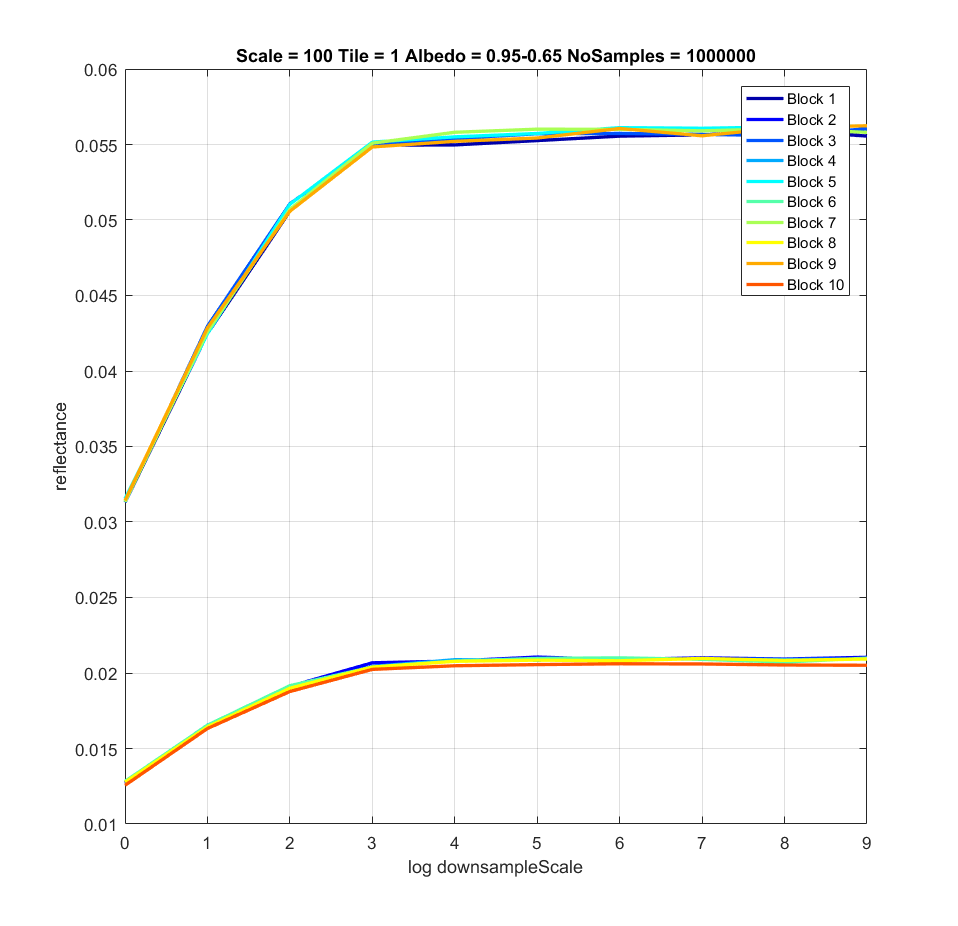 Scale = 100 Tile = 1 Albedo = 0.95-0.65 NoSamples = 1000000
0.06
0.055
0.05
0.045
0.04
0.035
0.03
0.025
0.02
0.015
0.01
reflectance
Block 1
Block 2
Block 3
Block 4
Block 5
Block 6
Block 7
Block 8
Block 9
Block 10
0 1 2 3 4 5 6 7 8 9
log downsampleScale